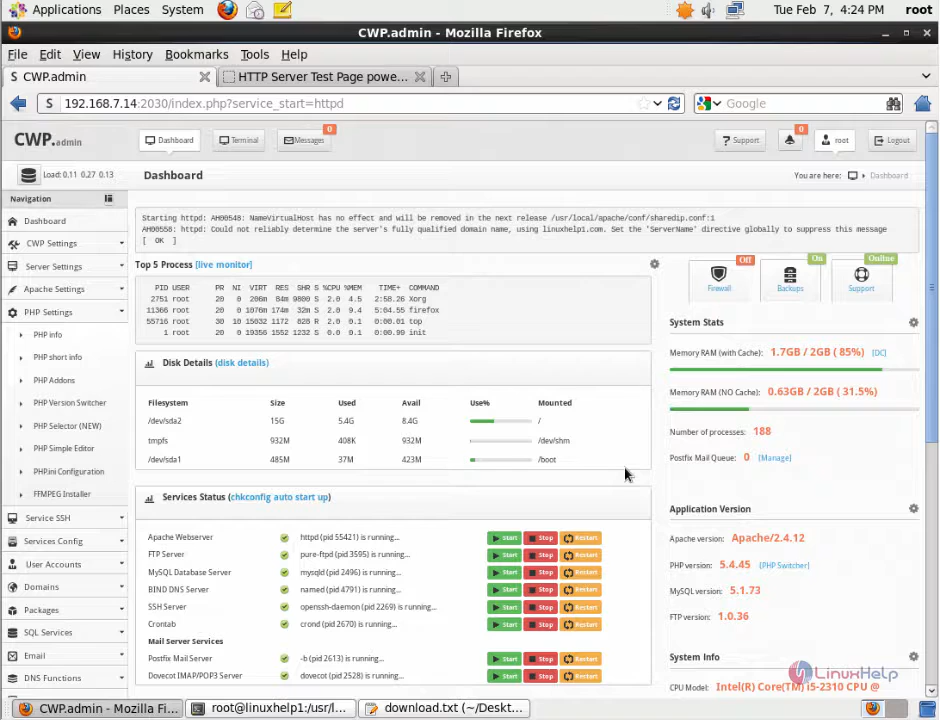 Applications Places System Tue Feb 7, 4:24 PM root
CWP.admin - Mozilla Firefox
File Edit View History Bookmarks Tools Help
S CWP.admin HTTP Server Test Page powe...
S 192.168.7.14:2030/index.php?service_start=httpd Google
CWP.admin Dashboard Terminal Messages 0 Support 0 root Logout
Load: 0.11 0.27 0.13 Dashboard You are here: Dashboard
Navigation
Dashboard
CWP Settings
Server Settings
Apache Settings
PHP Settings
PHP info
PHP short info
PHP Addons
PHP Version Switcher
PHP Selector (NEW)
PHP Simple Editor
PHP.ini Configuration
FFMPEG Installer
Service SSH
Services Config
User Accounts
Domains
Packages
SQL Services
Email
DNS Functions
Starting httpd: AH00548: NameVirtualHost has no effect and will be removed in the next release /usr/local/apache/conf/sharedip.conf:1
AH00558: httpd: Could not reliably determine the server's fully qualified domain name, using linuxhelp1.com. Set the 'ServerName' directive globally to suppress this message
[ OK ]
Top 5 Process [live monitor]
PID USER PR NI VIRT RES SHR S %CPU %MEM TIME+ COMMAND
2751 root 20 0 206m 84m 9800 S 2.0 4.5 2:58.26 Xorg
11366 root 20 0 1076m 174m 32m S 2.0 9.4 5:04.55 firefox
55716 root 30 10 15032 1172 828 R 2.0 0.1 0:00.01 top
1 root 20 0 19356 1552 1232 S 0.0 0.1 0:00.99 init
Disk Details (disk details)
Filesystem Size Used Avail Use% Mounted
/dev/sda2 15G 5.4G 8.4G /
tmpfs 932M 408K 932M /dev/shm
/dev/sda1 485M 37M 423M /boot
Services Status (chkconfig auto start up)
Apache Webserver httpd (pid 55421) is running... Start Stop Restart
FTP Server pure-ftpd (pid 3595) is running... Start Stop Restart
MySQL Database Server mysqld (pid 2496) is running... Start Stop Restart
BIND DNS Server named (pid 4791) is running... Start Stop Restart
SSH Server openssh-daemon (pid 2269) is running... Start Stop Restart
Crontab crond (pid 2670) is running... Start Stop Restart
Mail Server Services
Postfix Mail Server -b (pid 2613) is running... Start Stop Restart
Dovecot IMAP/POP3 Server dovecot (pid 2528) is running... Start Stop Restart
Off On Online
Firewall Backups Support
System Stats
Memory RAM (with Cache): 1.7GB / 2GB ( 85%) [DC]
Memory RAM (NO Cache): 0.63GB / 2GB ( 31.5%)
Number of processes: 188
Postfix Mail Queue: 0 [Manage]
Application Version
Apache version: Apache/2.4.12
PHP version: 5.4.45 [PHP Switcher]
MySQL version: 5.1.73
FTP version: 1.0.36
System Info
CPU Model: Intel(R) Core(TM) i5-2310 CPU @
LINUXHELP
CWP.admin - Mozilla Fi... root@linuxhelp1:/usr/l... download.txt (~/Deskt...